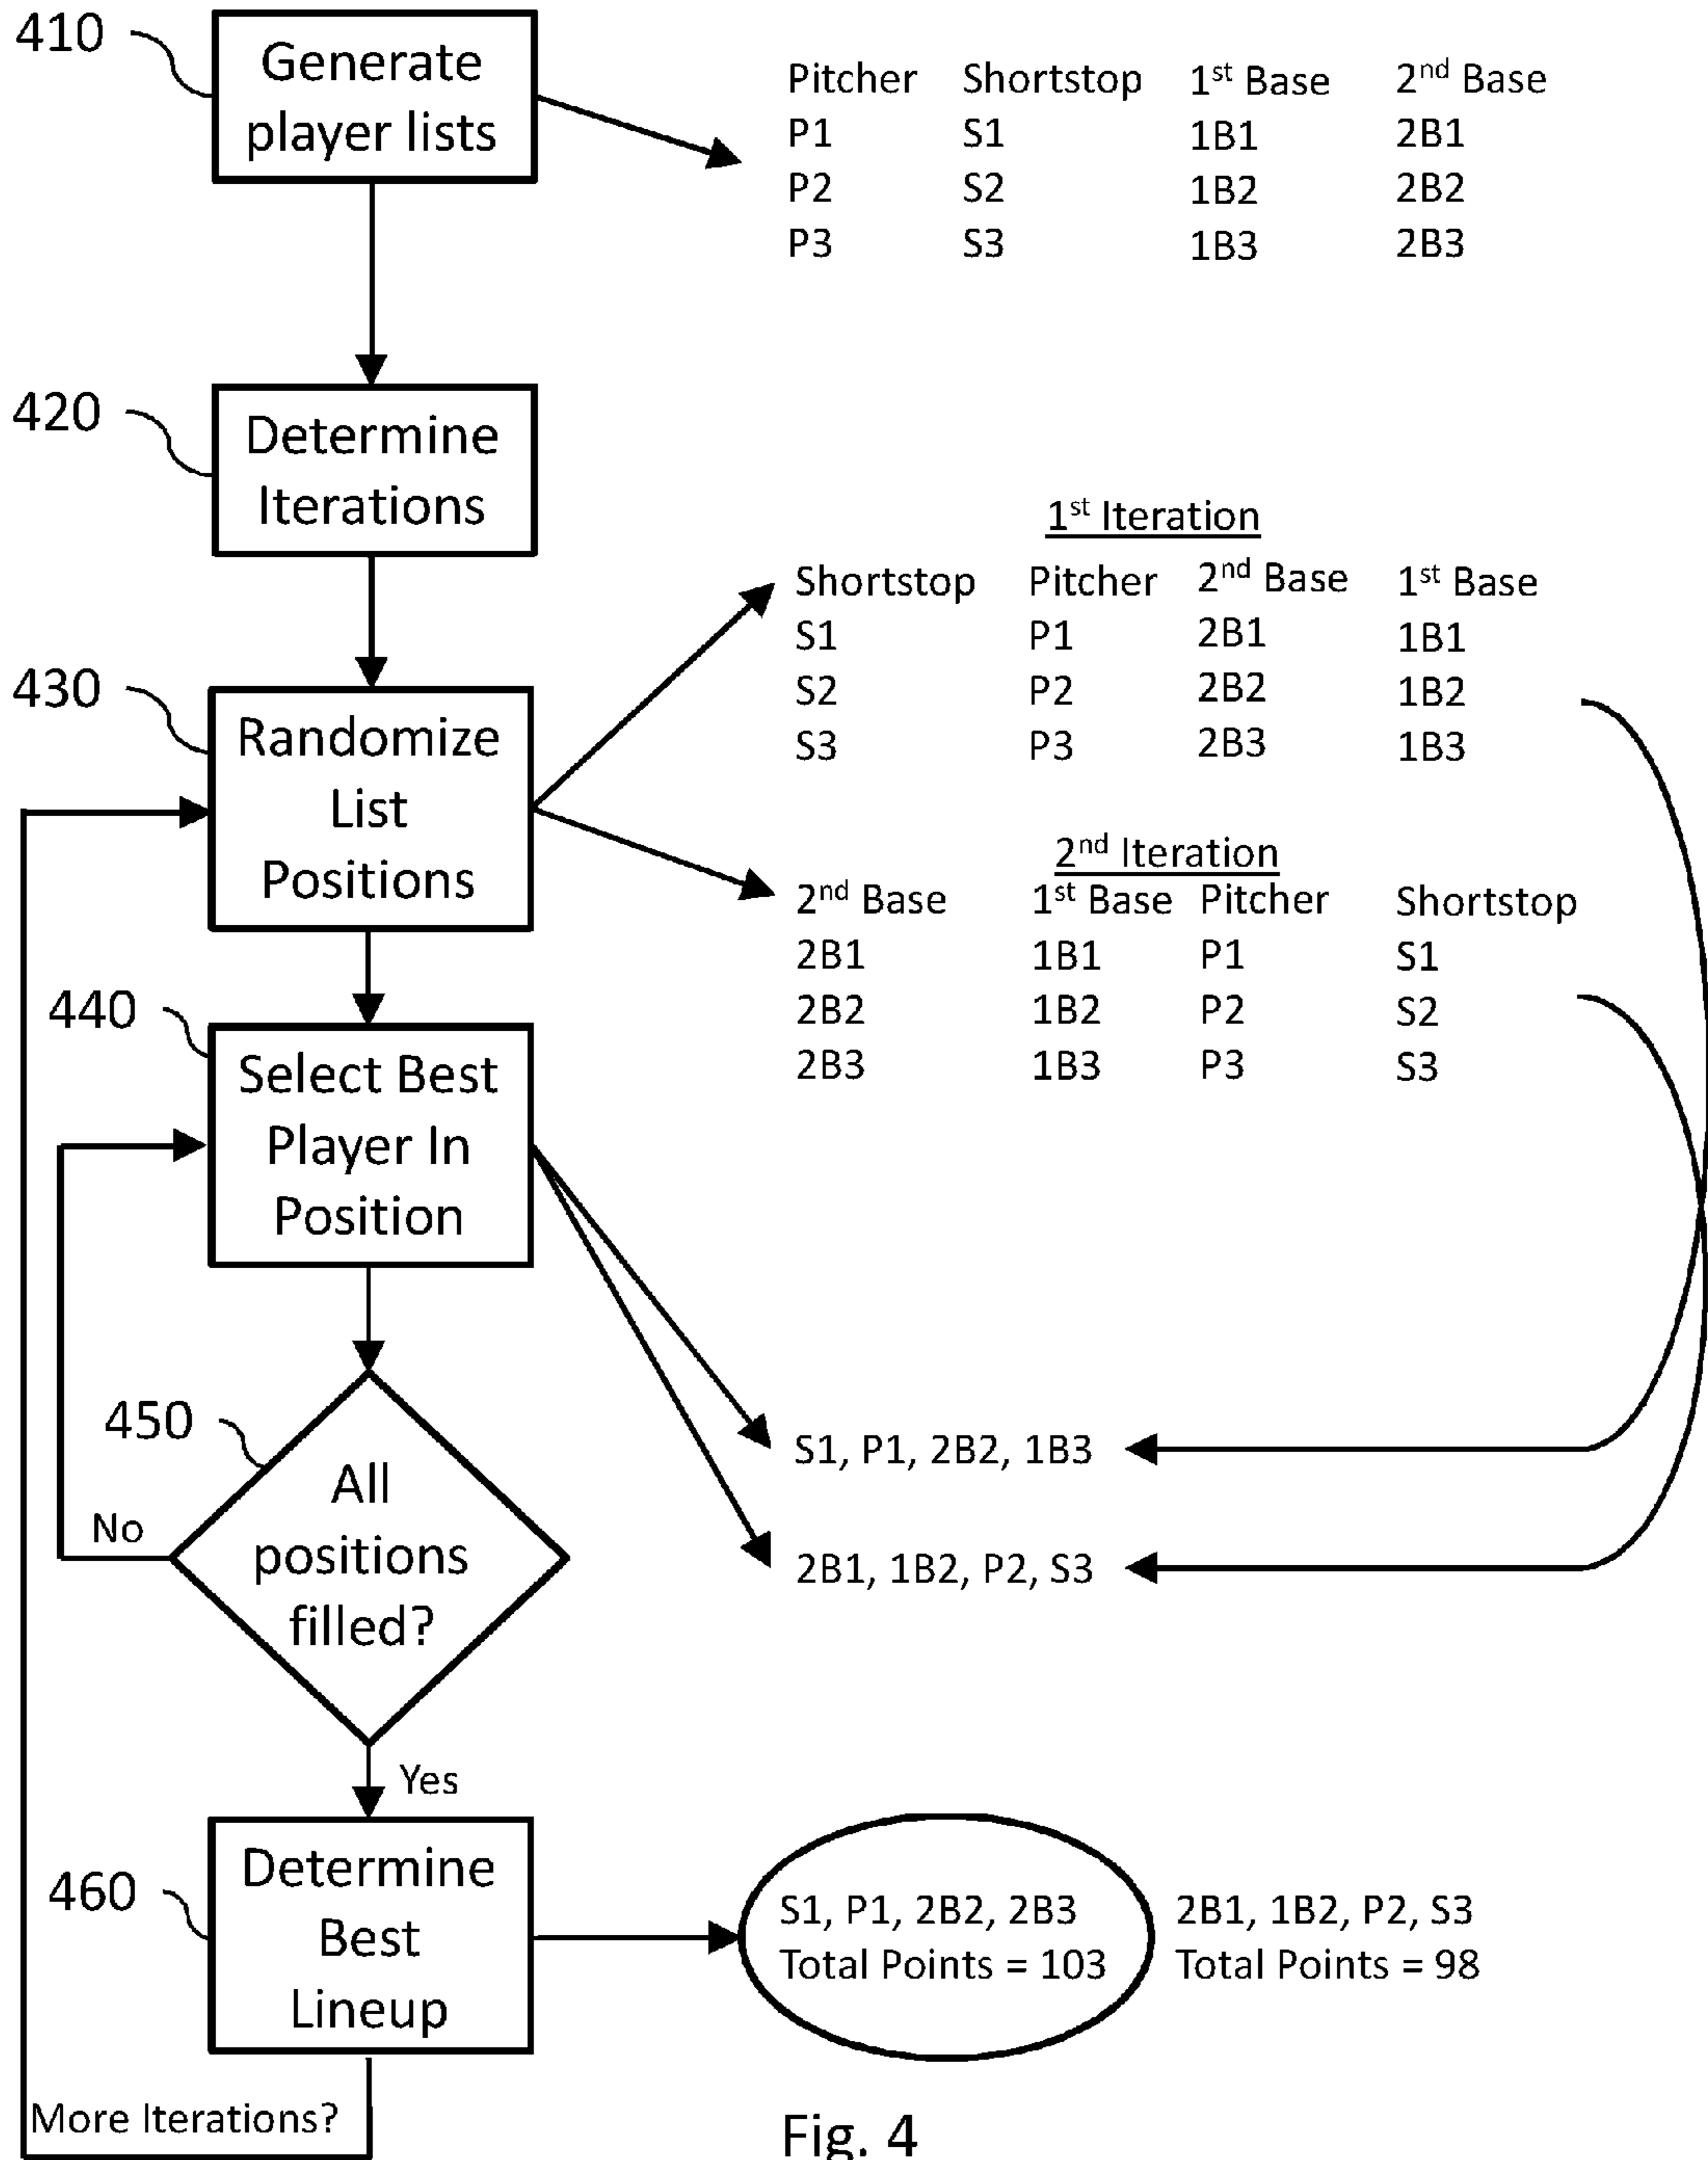 410
Generate
player lists
Pitcher Shortstop 1st Base 2nd Base
P1 S1 1B1 2B1
P2 S2 1B2 2B2
P3 S3 1B3 2B3
420
Determine
Iterations
430
Randomize
List
Positions
1st Iteration
Shortstop Pitcher 2nd Base 1st Base
S1 P1 2B1 1B1
S2 P2 2B2 1B2
S3 P3 2B3 1B3
2nd Iteration
2nd Base 1st Base Pitcher Shortstop
2B1 1B1 P1 S1
2B2 1B2 P2 S2
2B3 1B3 P3 S3
440
Select Best
Player In
Position
S1, P1, 2B2, 1B3
2B1, 1B2, P2, S3
450
All
positions
filled?
No
Yes
460
Determine
Best
Lineup
S1, P1, 2B2, 2B3
Total Points = 103
2B1, 1B2, P2, S3
Total Points = 98
More Iterations?
Fig. 4